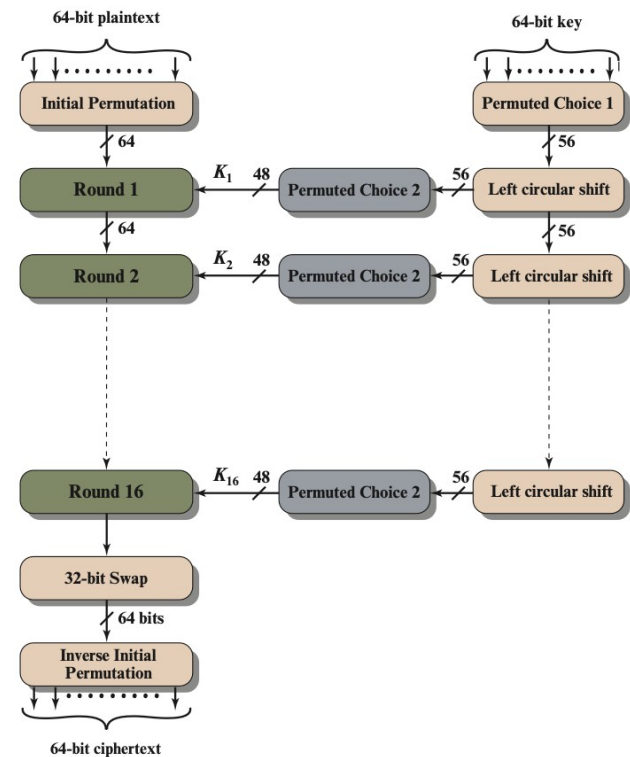 64-bit plaintext
64-bit key
Initial Permutation
Permuted Choice 1
64
56
Round 1
K1
48
Permuted Choice 2
56
Left circular shift
64
56
Round 2
K2
48
Permuted Choice 2
56
Left circular shift
Round 16
K16
48
Permuted Choice 2
56
Left circular shift
32-bit Swap
64 bits
Inverse Initial
Permutation
64-bit ciphertext